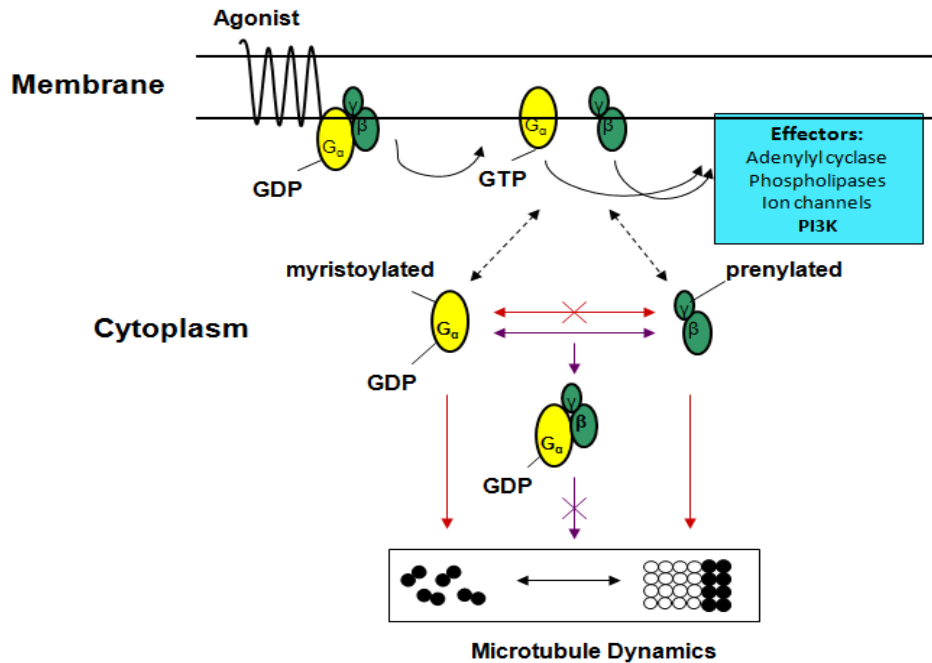 Agonist
Membrane
γ
Gα
β
GDP
Gα
GTP
γ
β
Effectors:
Adenylyl cyclase
Phospholipases
Ion channels
PI3K
myristoylated
prenylated
Cytoplasm
Gα
GDP
γ
β
γ
β
Gα
GDP
Microtubule Dynamics